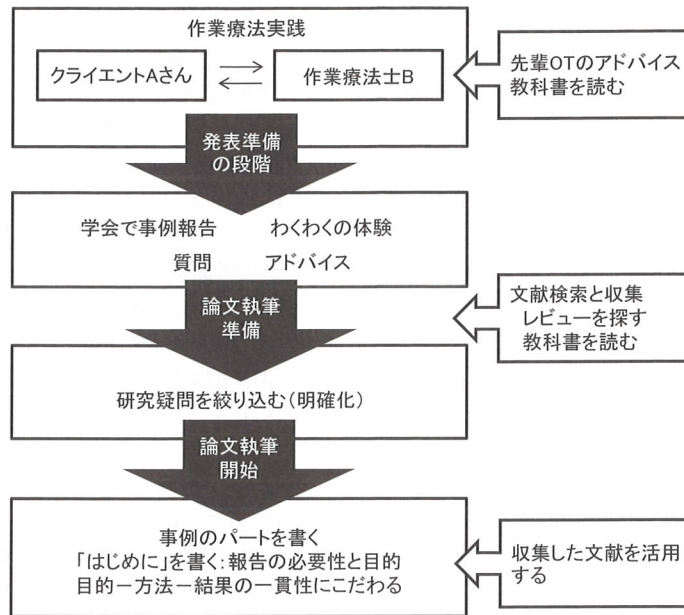 作業療法実践
クライエントAさん
作業療法士B
先輩OTのアドバイス
教科書を読む
発表準備
の段階
学会で事例報告 わくわくの体験
質問 アドバイス
論文執筆
準備
文献検索と収集
レビューを探す
教科書を読む
研究疑問を絞り込む(明確化)
論文執筆
開始
事例のパートを書く
「はじめに」を書く:報告の必要性と目的
目的－方法－結果の一貫性にこだわる
収集した文献を活用
する